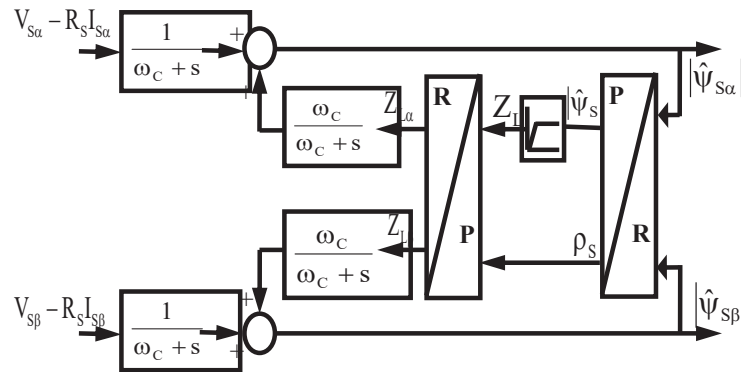 V_Sα – R_S I_Sα
1
ω_C + s
+
+
|ψ̂_Sα|
ω_C
ω_C + s
Z_Lα
R
P
Z_L
|ψ̂_S|
P
R
ω_C
ω_C + s
Z_L
ρ_S
V_Sβ – R_S I_Sβ
1
ω_C + s
+
+
|ψ̂_Sβ